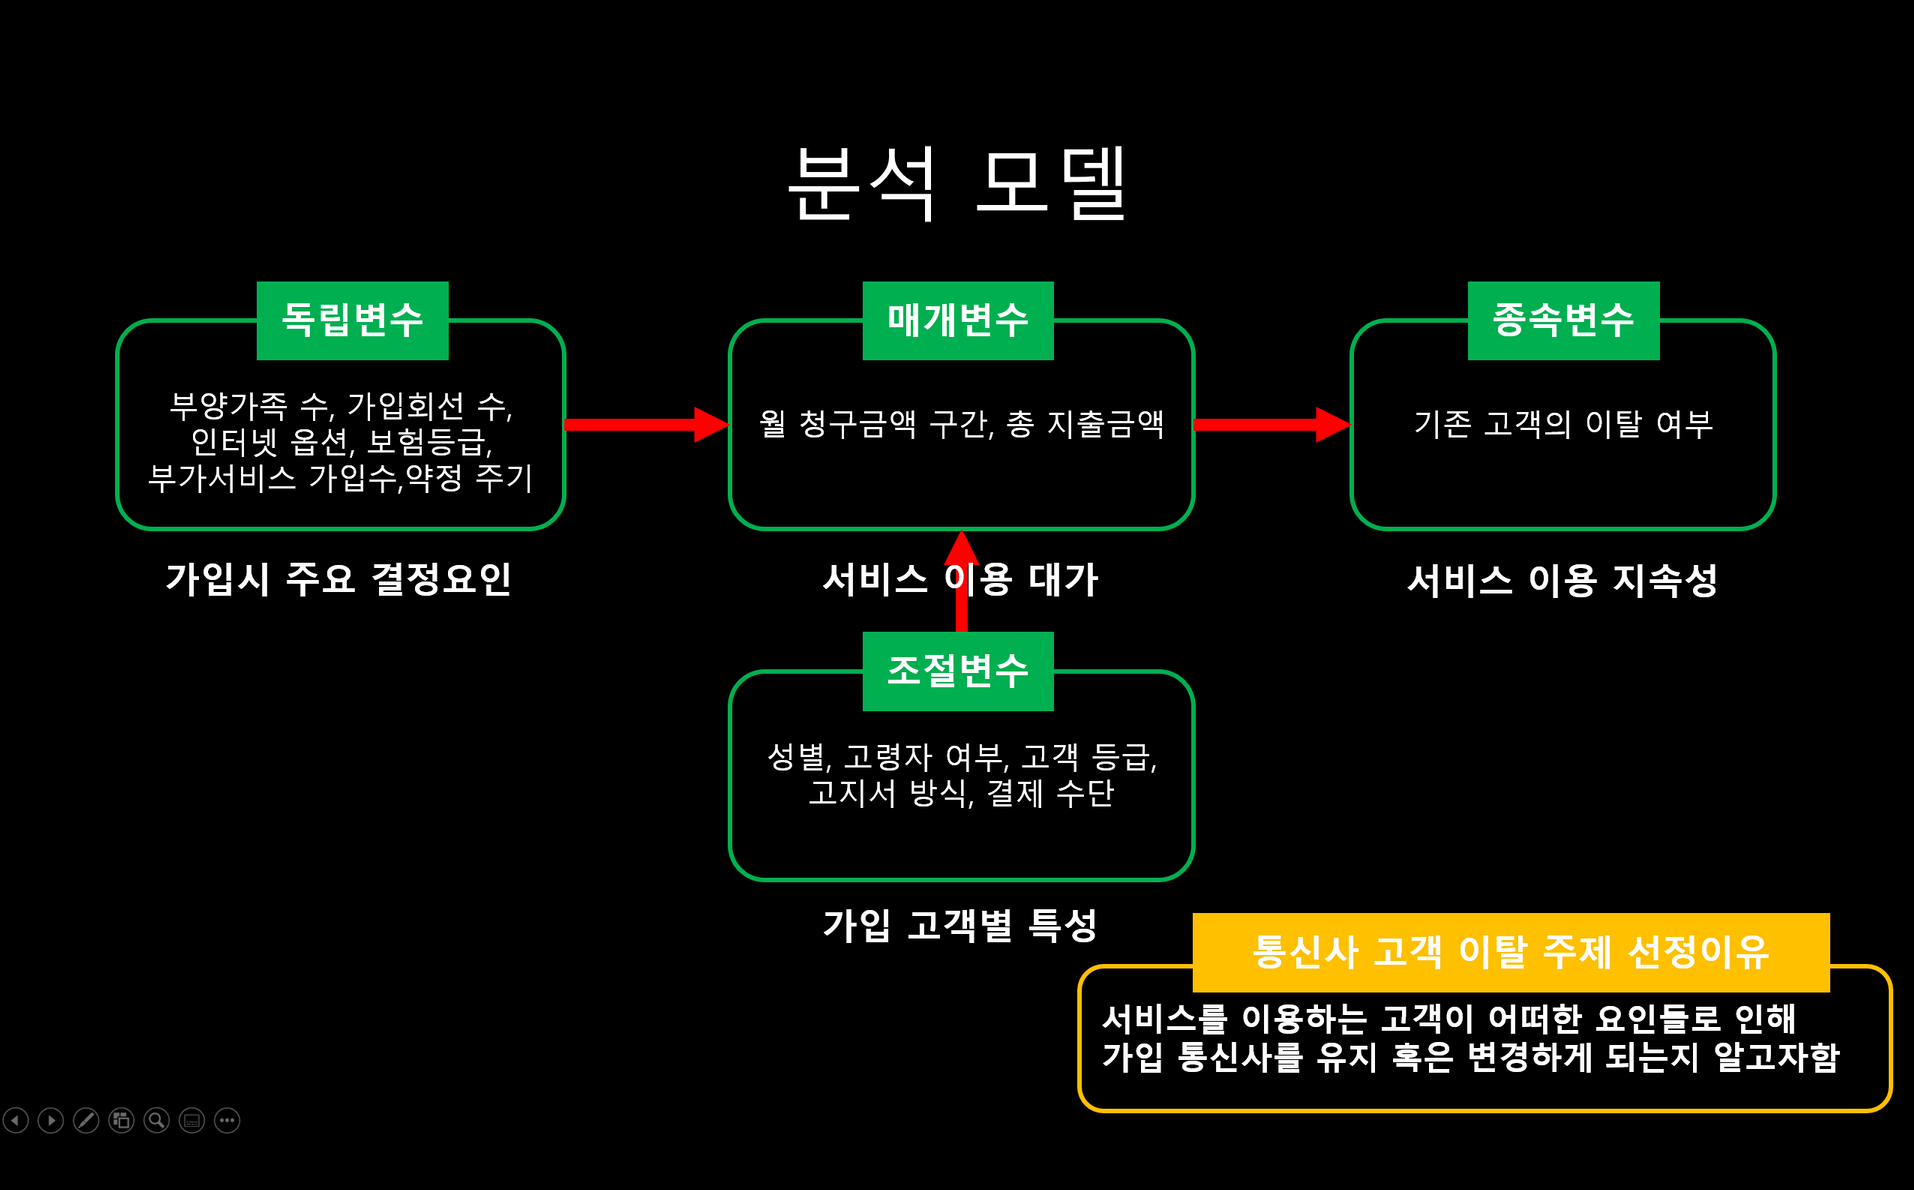 분석 모델
독립변수
부양가족 수, 가입회선 수,
인터넷 옵션, 보험등급,
부가서비스 가입수,약정 주기
가입시 주요 결정요인
매개변수
월 청구금액 구간, 총 지출금액
서비스 이용 대가
종속변수
기존 고객의 이탈 여부
서비스 이용 지속성
조절변수
성별, 고령자 여부, 고객 등급,
고지서 방식, 결제 수단
가입 고객별 특성
통신사 고객 이탈 주제 선정이유
서비스를 이용하는 고객이 어떠한 요인들로 인해
가입 통신사를 유지 혹은 변경하게 되는지 알고자함